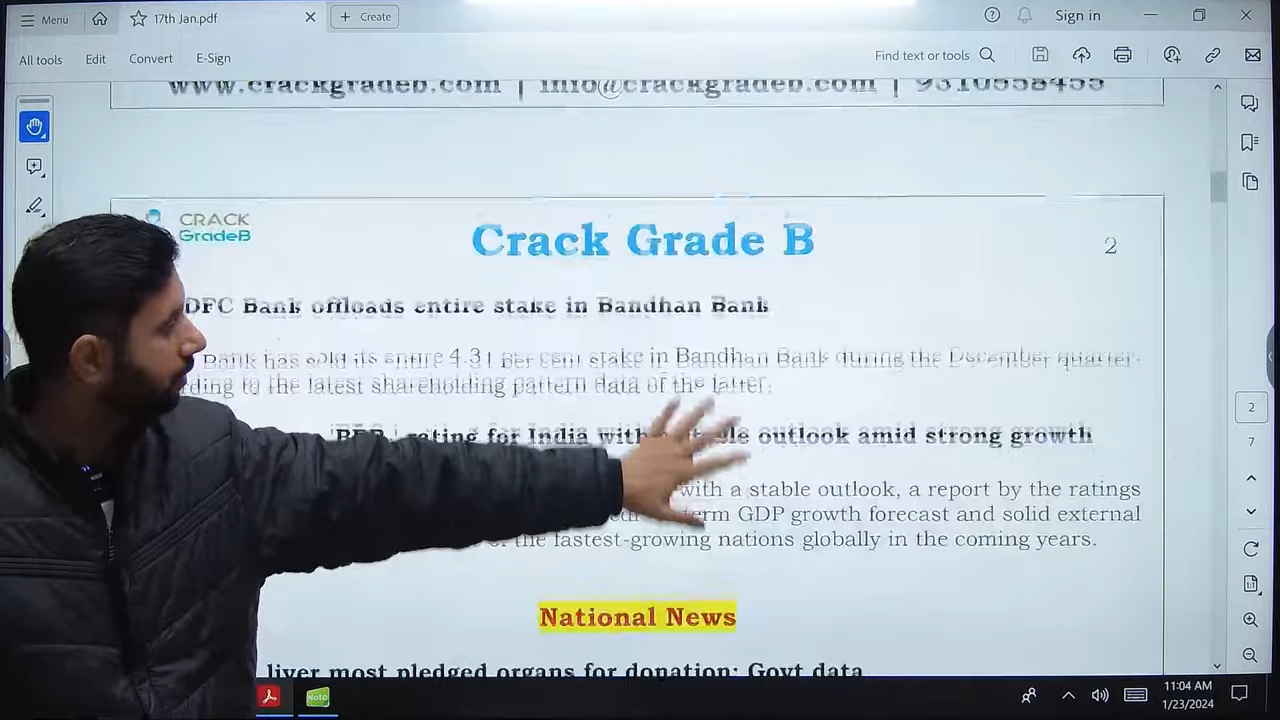 Menu
17th Jan.pdf
Create
Sign in
All tools
Edit
Convert
E-Sign
Find text or tools
www.crackgradeb.com | info@crackgradeb.com | 9310558455
CRACK
GradeB
Crack Grade B
2
DFC Bank offloads entire stake in Bandhan Bank
Bank has sold its entire 4.31 per cent stake in Bandhan Bank during the December quarter
ding to the latest shareholding pattern data of the latter.
rating for India with le outlook amid strong growth
with a stable outlook, a report by the ratings
term GDP growth forecast and solid external
the fastest-growing nations globally in the coming years.
2
7
National News
liver most pledged organs for donation: Govt data
Note
11:04 AM
1/23/2024